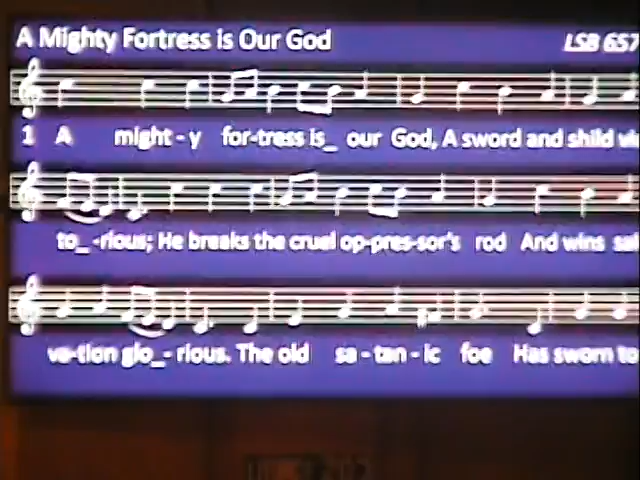 A Mighty Fortress is Our God LSB 657
1 A might - y for-tress is_ our God, A sword and shild vi
to_ -rious; He breaks the cruel op-pres-sor's rod And wins sal
va-tion glo_- rious. The old sa - tan - ic foe Has sworn to